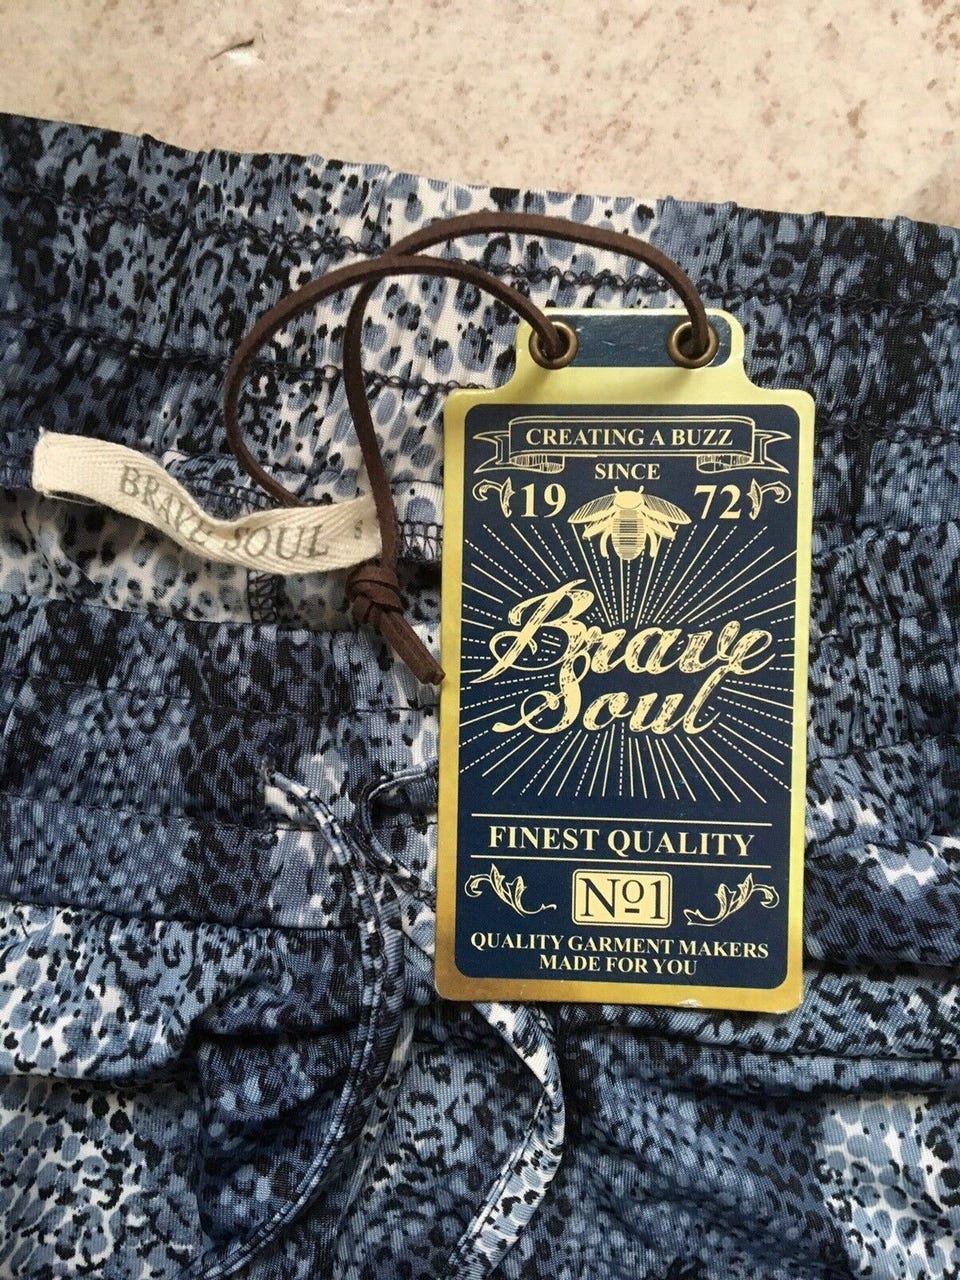 BRAVE SOUL
S
CREATING A BUZZ
SINCE
19 72
Brave
Soul
FINEST QUALITY
No1
QUALITY GARMENT MAKERS
MADE FOR YOU